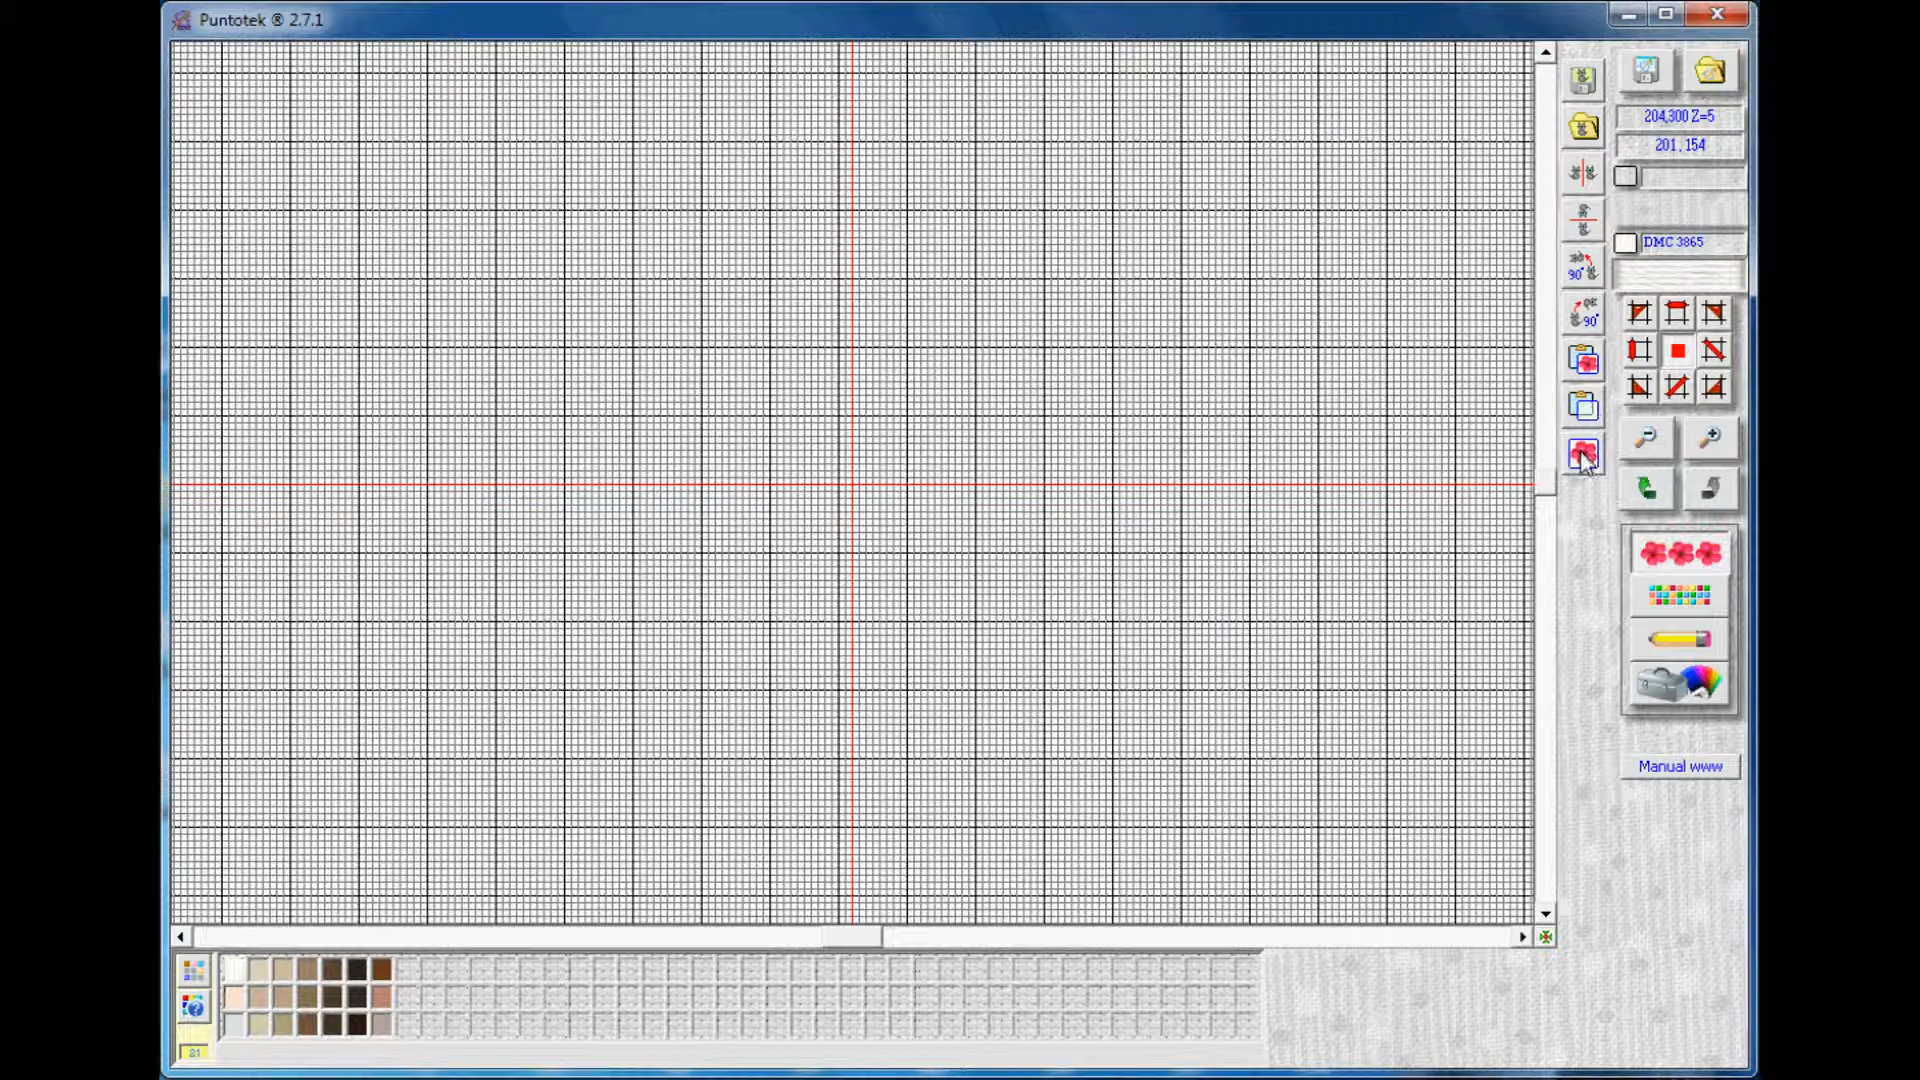 Puntotek ® 2.7.1
204,300 Z=5
201, 154
DMC 3865
90°
90°
Manual www
21